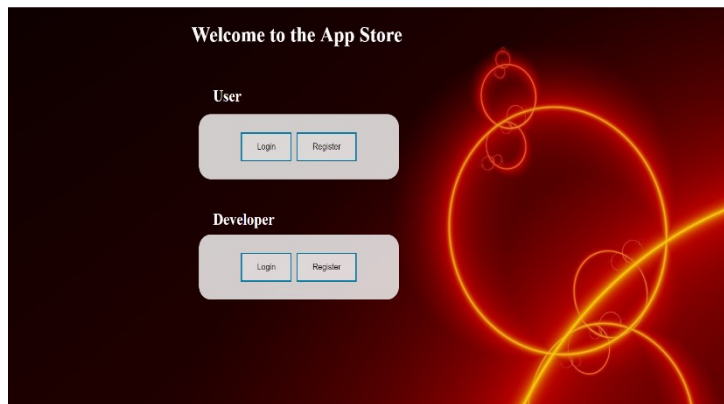 Welcome to the App Store
User
Login Register
Developer
Login Register